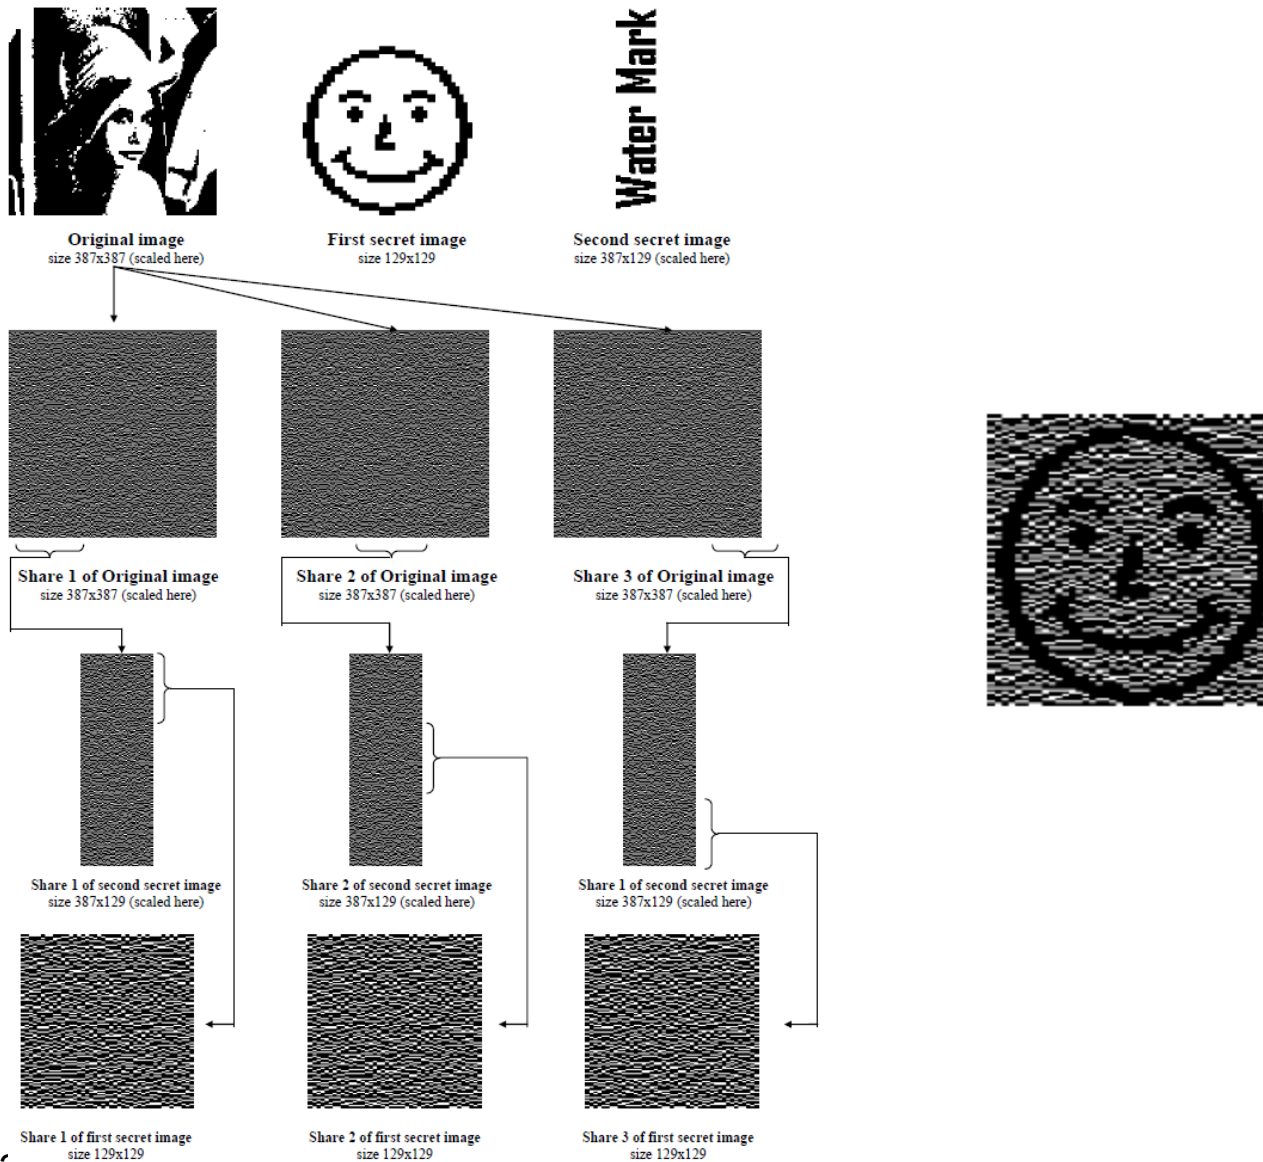 Water Mark
Original image
size 387x387 (scaled here)
First secret image
size 129x129
Second secret image
size 387x129 (scaled here)
Share 1 of Original image
size 387x387 (scaled here)
Share 2 of Original image
size 387x387 (scaled here)
Share 3 of Original image
size 387x387 (scaled here)
Share 1 of second secret image
size 387x129 (scaled here)
Share 2 of second secret image
size 387x129 (scaled here)
Share 1 of second secret image
size 387x129 (scaled here)
Share 1 of first secret image
size 129x129
Share 2 of first secret image
size 129x129
Share 3 of first secret image
size 129x129